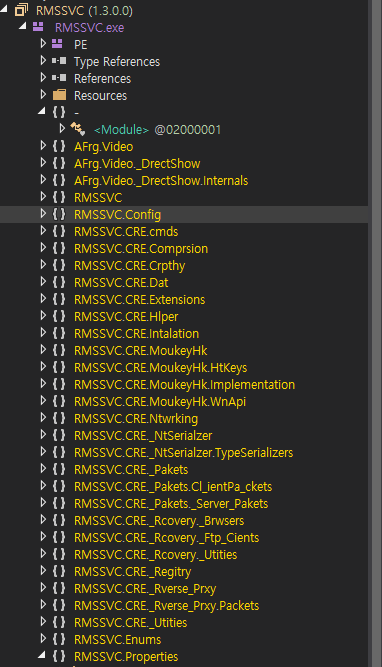 RMSSVC (1.3.0.0)
RMSSVC.exe
PE
Type References
References
Resources
{ } -
<Module> @02000001
{ } AFrg.Video
{ } AFrg.Video._DrectShow
{ } AFrg.Video._DrectShow.Internals
{ } RMSSVC
{ } RMSSVC.Config
{ } RMSSVC.CRE.cmds
{ } RMSSVC.CRE.Comprsion
{ } RMSSVC.CRE.Crpthy
{ } RMSSVC.CRE.Dat
{ } RMSSVC.CRE.Extensions
{ } RMSSVC.CRE.Hlper
{ } RMSSVC.CRE.Intalation
{ } RMSSVC.CRE.MoukeyHk
{ } RMSSVC.CRE.MoukeyHk.HtKeys
{ } RMSSVC.CRE.MoukeyHk.Implementation
{ } RMSSVC.CRE.MoukeyHk.WnApi
{ } RMSSVC.CRE.Ntwrking
{ } RMSSVC.CRE._NtSerialzer
{ } RMSSVC.CRE._NtSerialzer.TypeSerializers
{ } RMSSVC.CRE._Pakets
{ } RMSSVC.CRE._Pakets.Cl_ientPa_ckets
{ } RMSSVC.CRE._Pakets._Server_Pakets
{ } RMSSVC.CRE._Rcovery._Brwsers
{ } RMSSVC.CRE._Rcovery._Ftp_Cients
{ } RMSSVC.CRE._Rcovery._Utities
{ } RMSSVC.CRE._Regitry
{ } RMSSVC.CRE._Rverse_Prxy
{ } RMSSVC.CRE._Rverse_Prxy.Packets
{ } RMSSVC.CRE._Utities
{ } RMSSVC.Enums
{ } RMSSVC.Properties